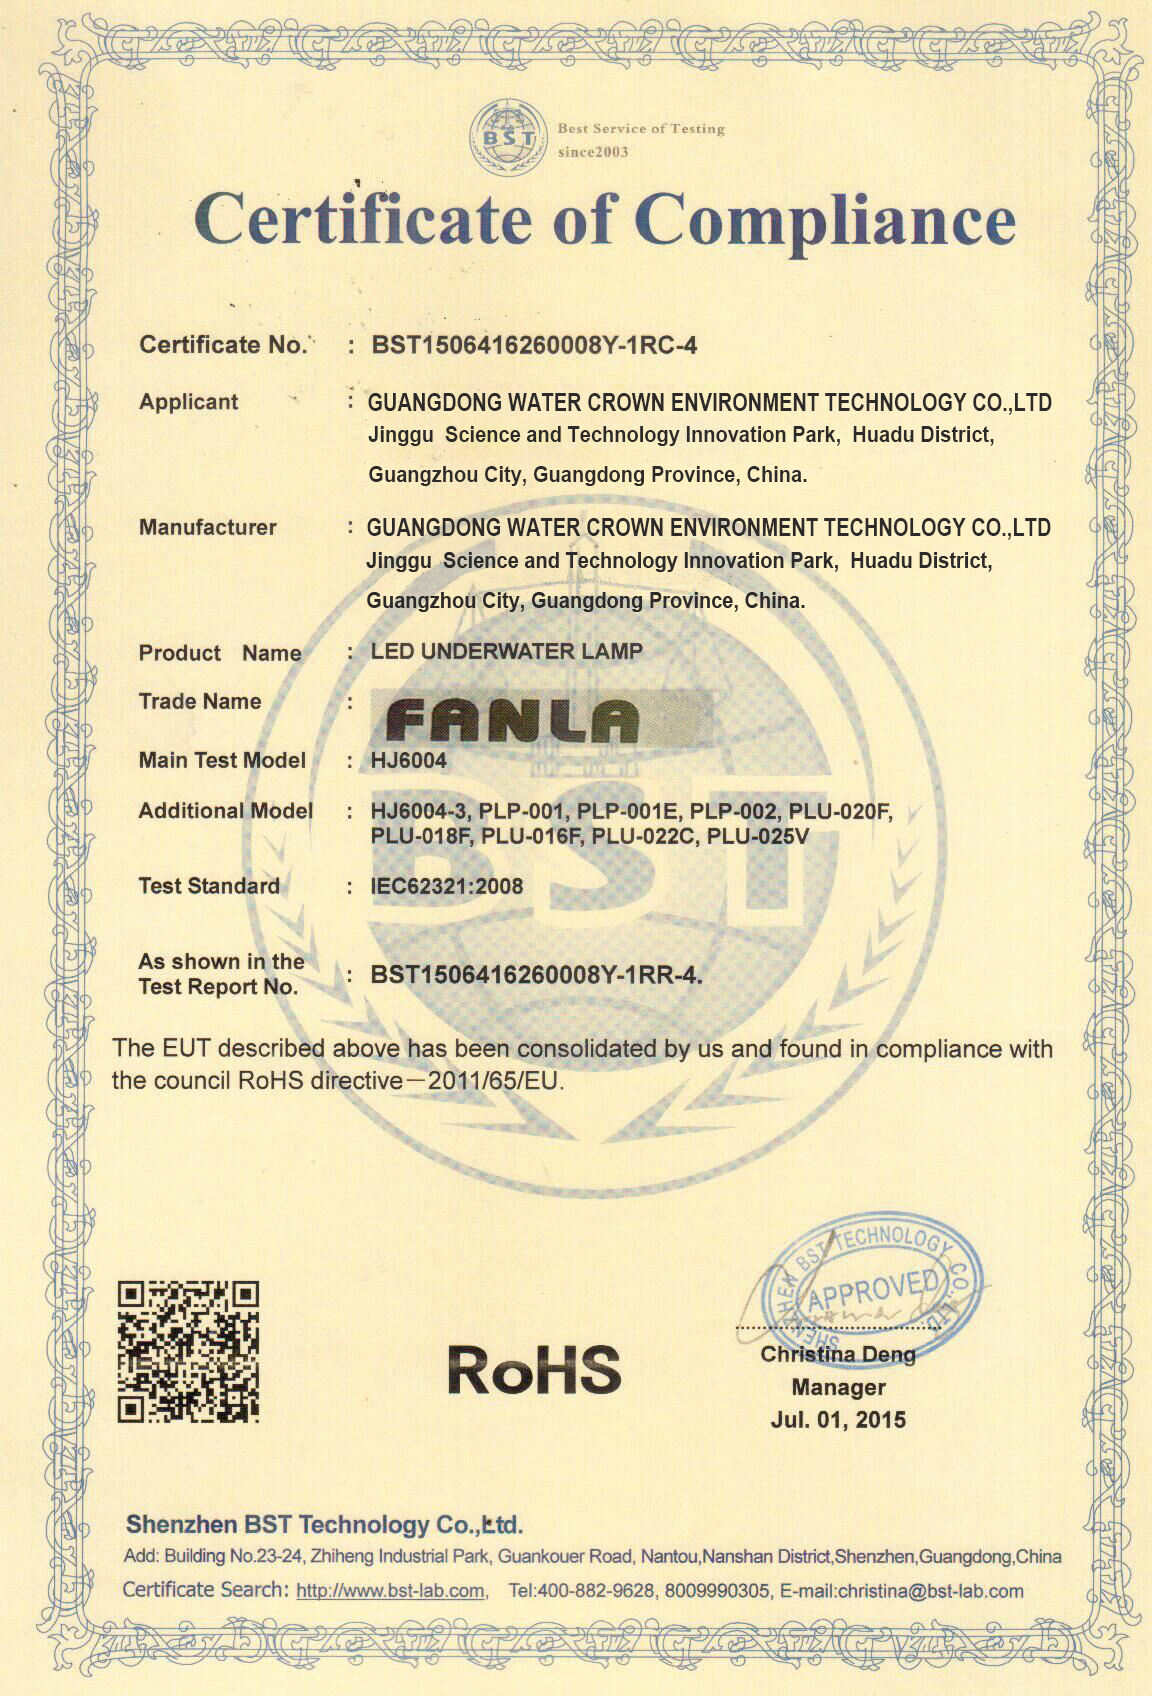 BST
Best Service of Testing
since2003
Certificate of Compliance
Certificate No. : BST1506416260008Y-1RC-4
Applicant : GUANGDONG WATER CROWN ENVIRONMENT TECHNOLOGY CO.,LTD
Jinggu Science and Technology Innovation Park, Huadu District,
Guangzhou City, Guangdong Province, China.
Manufacturer : GUANGDONG WATER CROWN ENVIRONMENT TECHNOLOGY CO.,LTD
Jinggu Science and Technology Innovation Park, Huadu District,
Guangzhou City, Guangdong Province, China.
Product Name : LED UNDERWATER LAMP
Trade Name : FANLA
Main Test Model : HJ6004
Additional Model : HJ6004-3, PLP-001, PLP-001E, PLP-002, PLU-020F,
PLU-018F, PLU-016F, PLU-022C, PLU-025V
BST
Test Standard : IEC62321:2008
As shown in the
Test Report No. : BST1506416260008Y-1RR-4.
The EUT described above has been consolidated by us and found in compliance with
the council RoHS directive—2011/65/EU.
SHENZHEN BST TECHNOLOGY CO.,LTD
APPROVED
RoHS
Christina Deng
Manager
Jul. 01, 2015
Shenzhen BST Technology Co.,Ltd.
Add: Building No.23-24, Zhiheng Industrial Park, Guankouer Road, Nantou,Nanshan District,Shenzhen,Guangdong,China
Certificate Search: http://www.bst-lab.com, Tel:400-882-9628, 8009990305, E-mail:christina@bst-lab.com